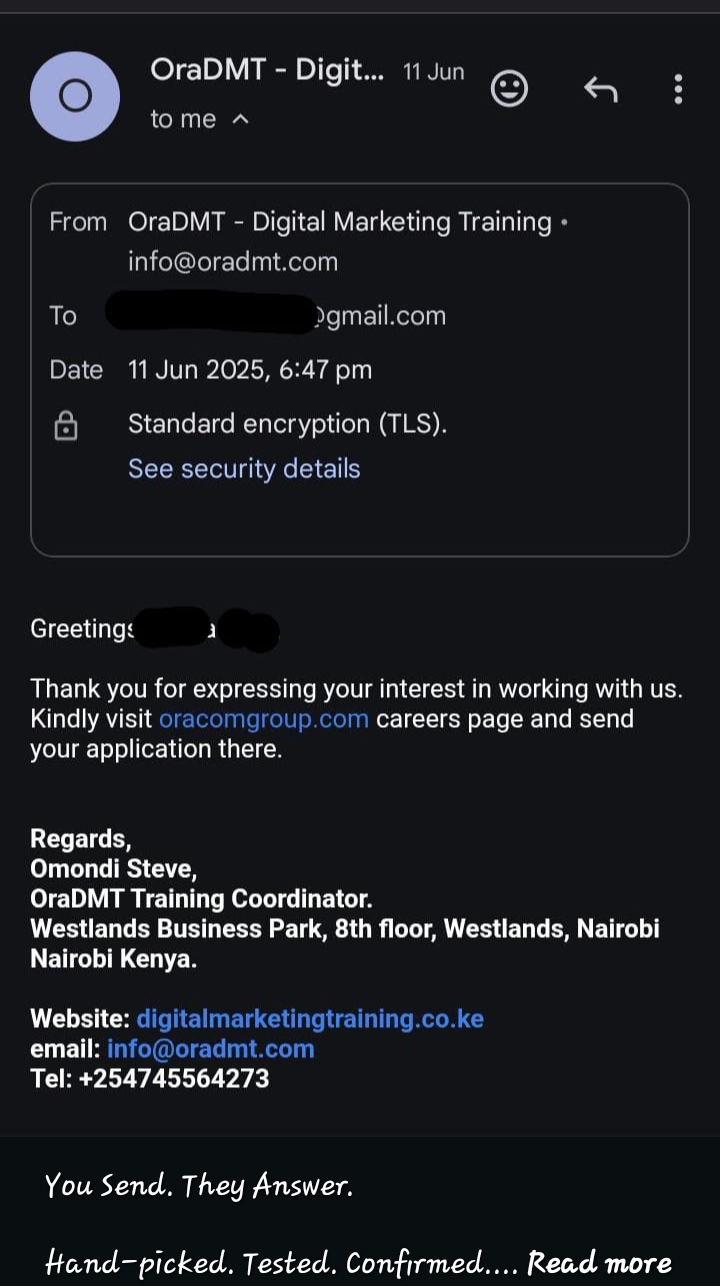 OraDMT - Digit... 11 Jun
O
to me
From OraDMT - Digital Marketing Training •
info@oradmt.com
To @gmail.com
Date 11 Jun 2025, 6:47 pm
Standard encryption (TLS).
See security details
Greetings a
Thank you for expressing your interest in working with us.
Kindly visit oracomgroup.com careers page and send
your application there.
Regards,
Omondi Steve,
OraDMT Training Coordinator.
Westlands Business Park, 8th floor, Westlands, Nairobi
Nairobi Kenya.
Website: digitalmarketingtraining.co.ke
email: info@oradmt.com
Tel: +254745564273
You Send. They Answer.
Hand-picked. Tested. Confirmed.... Read more